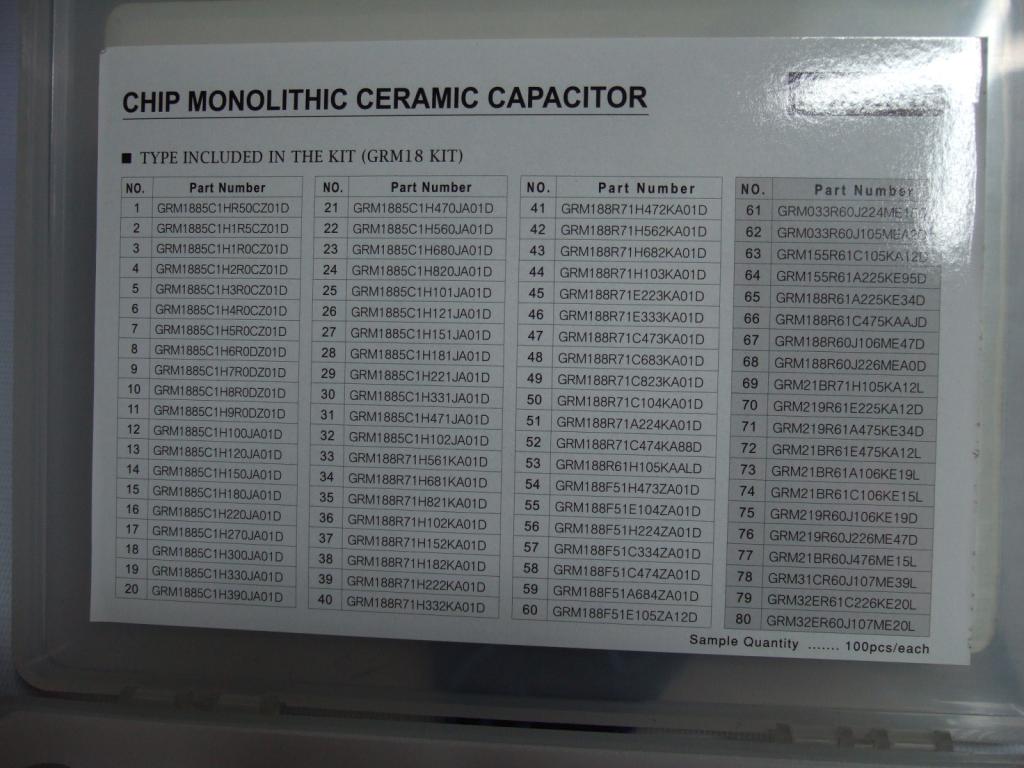 CHIP MONOLITHIC CERAMIC CAPACITOR
■ TYPE INCLUDED IN THE KIT (GRM18 KIT)
NO. Part Number
1 GRM1885C1HR50CZ01D
2 GRM1885C1H1R5CZ01D
3 GRM1885C1H1R0CZ01D
4 GRM1885C1H2R0CZ01D
5 GRM1885C1H3R0CZ01D
6 GRM1885C1H4R0CZ01D
7 GRM1885C1H5R0CZ01D
8 GRM1885C1H6R0DZ01D
9 GRM1885C1H7R0DZ01D
10 GRM1885C1H8R0DZ01D
11 GRM1885C1H9R0DZ01D
12 GRM1885C1H100JA01D
13 GRM1885C1H120JA01D
14 GRM1885C1H150JA01D
15 GRM1885C1H180JA01D
16 GRM1885C1H220JA01D
17 GRM1885C1H270JA01D
18 GRM1885C1H300JA01D
19 GRM1885C1H330JA01D
20 GRM1885C1H390JA01D
NO. Part Number
21 GRM1885C1H470JA01D
22 GRM1885C1H560JA01D
23 GRM1885C1H680JA01D
24 GRM1885C1H820JA01D
25 GRM1885C1H101JA01D
26 GRM1885C1H121JA01D
27 GRM1885C1H151JA01D
28 GRM1885C1H181JA01D
29 GRM1885C1H221JA01D
30 GRM1885C1H331JA01D
31 GRM1885C1H471JA01D
32 GRM1885C1H102JA01D
33 GRM188R71H561KA01D
34 GRM188R71H681KA01D
35 GRM188R71H821KA01D
36 GRM188R71H102KA01D
37 GRM188R71H152KA01D
38 GRM188R71H182KA01D
39 GRM188R71H222KA01D
40 GRM188R71H332KA01D
NO. Part Number
41 GRM188R71H472KA01D
42 GRM188R71H562KA01D
43 GRM188R71H682KA01D
44 GRM188R71H103KA01D
45 GRM188R71E223KA01D
46 GRM188R71E333KA01D
47 GRM188R71C473KA01D
48 GRM188R71C683KA01D
49 GRM188R71C823KA01D
50 GRM188R71C104KA01D
51 GRM188R71A224KA01D
52 GRM188R71C474KA88D
53 GRM188R61H105KAALD
54 GRM188F51H473ZA01D
55 GRM188F51E104ZA01D
56 GRM188F51H224ZA01D
57 GRM188F51C334ZA01D
58 GRM188F51C474ZA01D
59 GRM188F51A684ZA01D
60 GRM188F51E105ZA12D
NO. Part Number
61
62 GRM033R60J105MEA2D
63 GRM155R61C105KA12D
64 GRM155R61A225KE95D
65 GRM188R61A225KE34D
66 GRM188R61C475KAAJD
67 GRM188R60J106ME47D
68 GRM188R60J226MEA0D
69 GRM21BR71H105KA12L
70 GRM219R61E225KA12D
71 GRM219R61A475KE34D
72 GRM21BR61E475KA12L
73 GRM21BR61A106KE19L
74 GRM21BR61C106KE15L
75 GRM219R60J106KE19D
76 GRM219R60J226ME47D
77 GRM21BR60J476ME15L
78 GRM31CR60J107ME39L
79 GRM32ER61C226KE20L
80 GRM32ER60J107ME20L
Sample Quantity ....... 100pcs/each